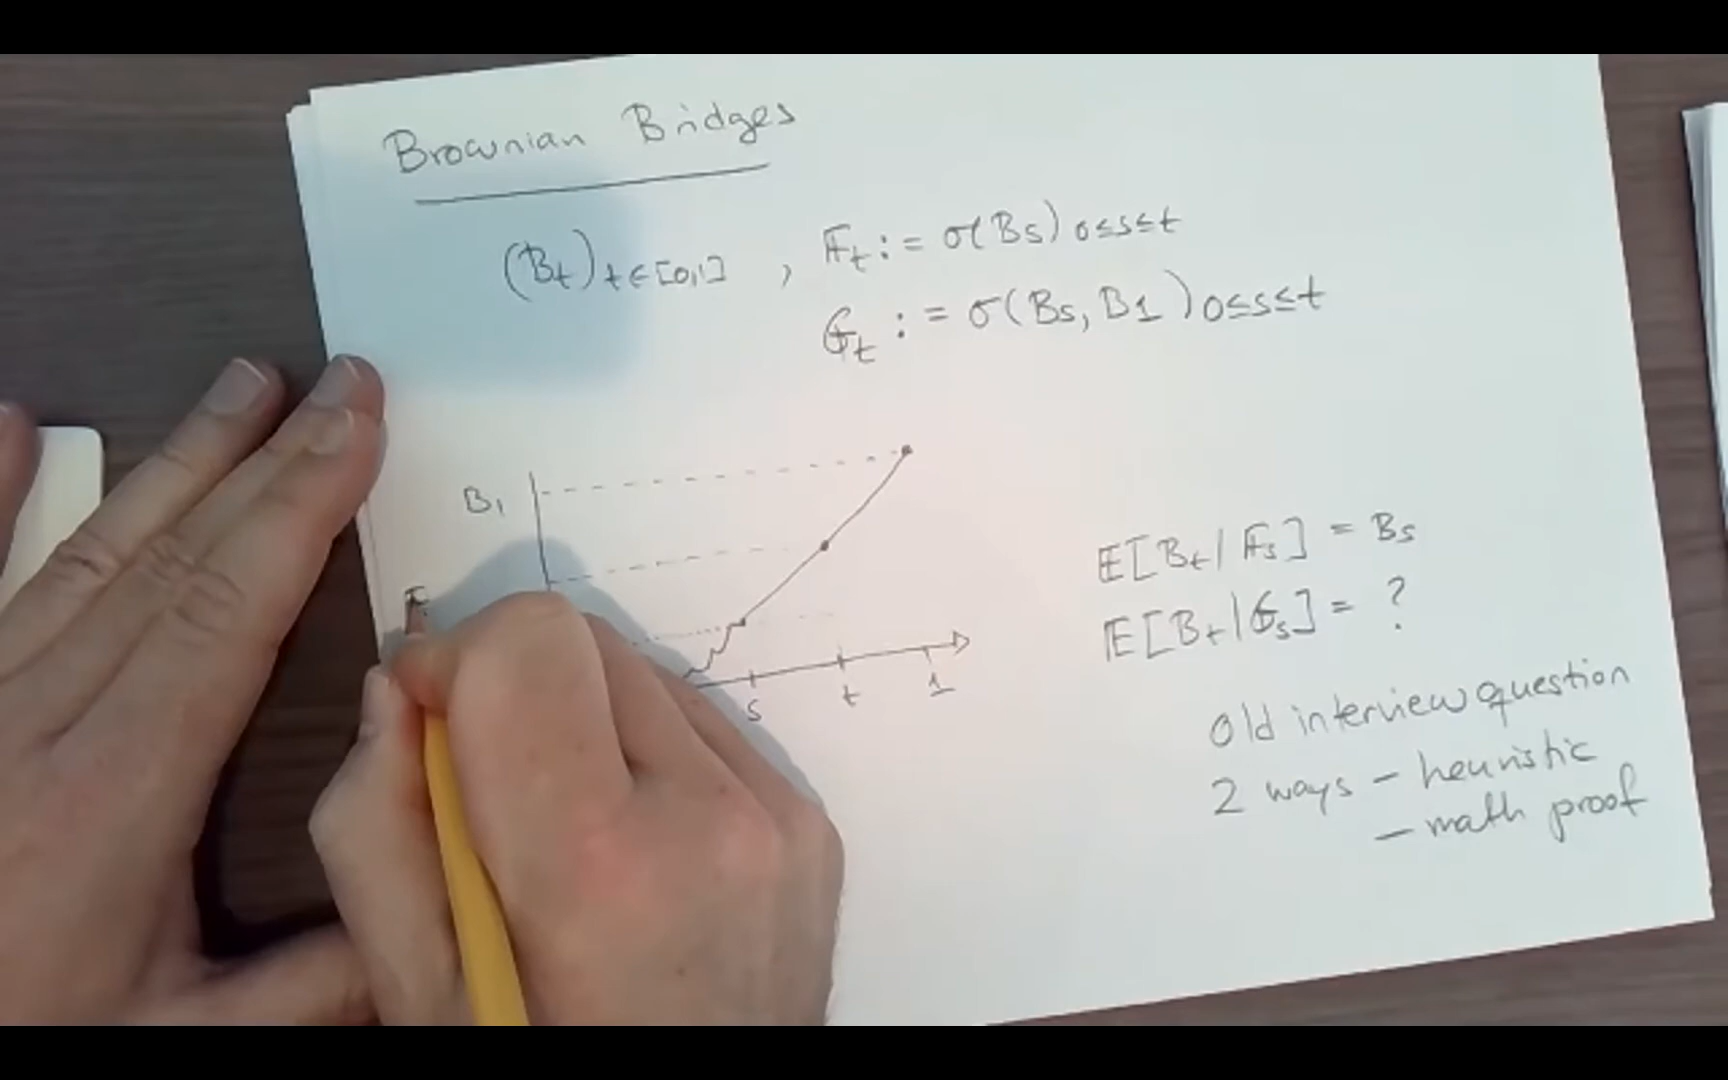 Brownian Bridges
(Bt)t∈[0,1] , 𝔽t := σ(Bs)0≤s≤t
𝔾t := σ(Bs, B1)0≤s≤t
B1
s t 1
𝔼[Bt|𝔽s] = Bs
𝔼[Bt|𝔾s] = ?
Old interview question
2 ways - heuristic
- math proof